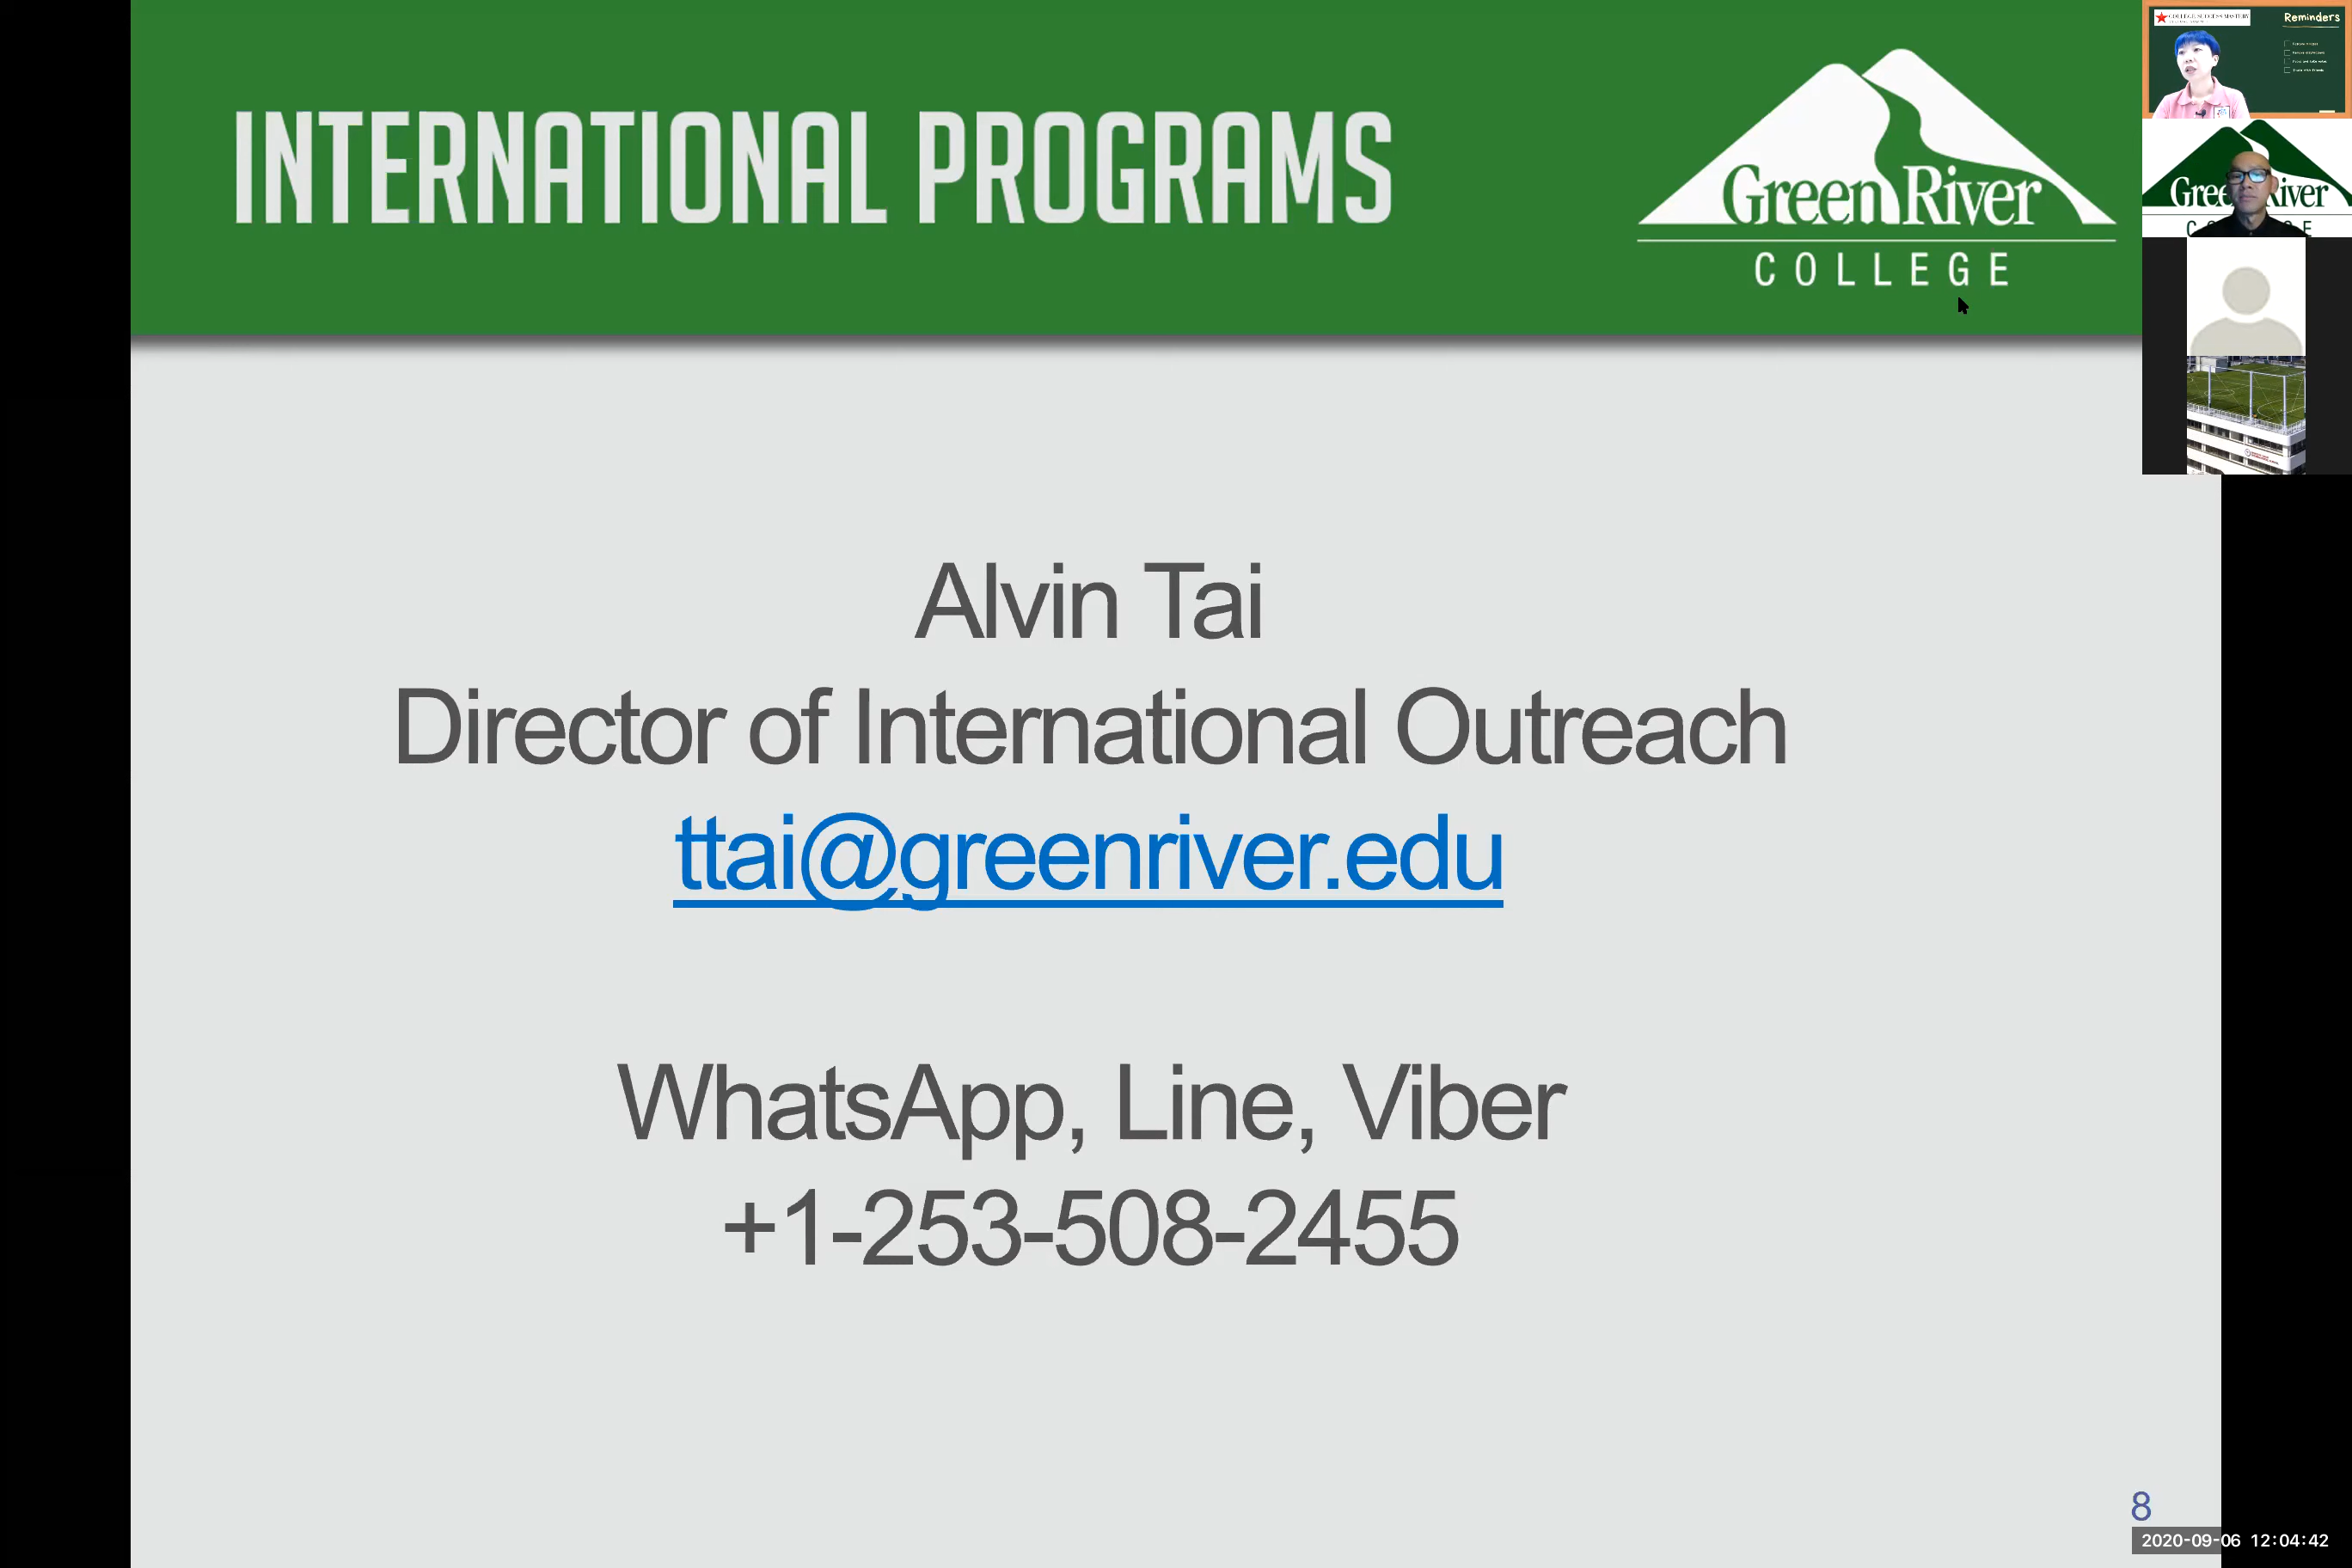 INTERNATIONAL PROGRAMS
Green River
COLLEGE
Reminders
Alvin Tai
Director of International Outreach
ttai@greenriver.edu
WhatsApp, Line, Viber
+1-253-508-2455
8
2020-09-06 12:04:42